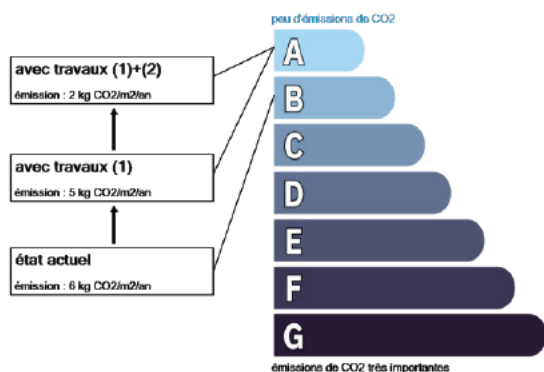 peu d'émissions de CO2
A
avec travaux (1)+(2)
émission : 2 kg CO2/m2/an
B
C
avec travaux (1)
émission : 5 kg CO2/m2/an
D
E
état actuel
émission : 6 kg CO2/m2/an
F
G
émissions de CO2 très importantes